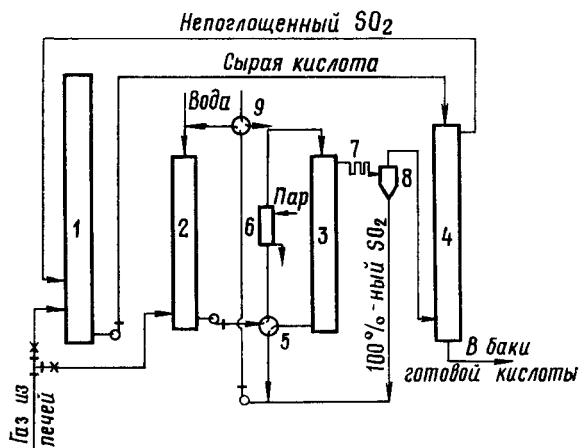 Непоглощенный SO₂
Сырая кислота
Вода
9
7
8
Пар
1
2
6
3
4
5
100%-ный SO₂
В баки
готовой кислоты
Газ из
печей